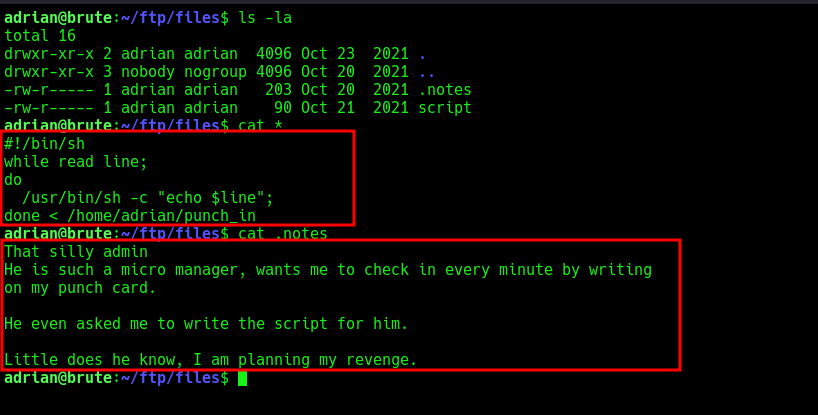 adrian@brute:~/ftp/files$ ls -la
total 16
drwxr-xr-x 2 adrian adrian  4096 Oct 23  2021 .
drwxr-xr-x 3 nobody nogroup 4096 Oct 20  2021 ..
-rw-r----- 1 adrian adrian   203 Oct 20  2021 .notes
-rw-r----- 1 adrian adrian    90 Oct 21  2021 script
adrian@brute:~/ftp/files$ cat *
#!/bin/sh
while read line;
do
  /usr/bin/sh -c "echo $line";
done < /home/adrian/punch_in
adrian@brute:~/ftp/files$ cat .notes
That silly admin
He is such a micro manager, wants me to check in every minute by writing
on my punch card.

He even asked me to write the script for him.

Little does he know, I am planning my revenge.
adrian@brute:~/ftp/files$